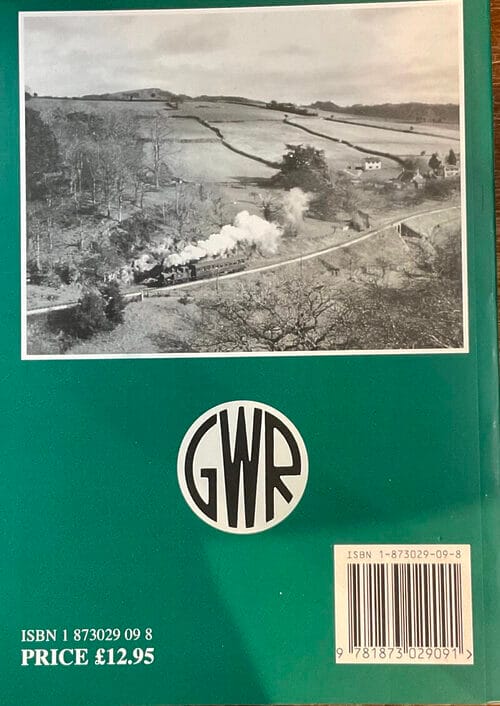 GWR
ISBN 1-873029-09-8
9 781873 029091 >
ISBN 1 873029 09 8
PRICE £12.95